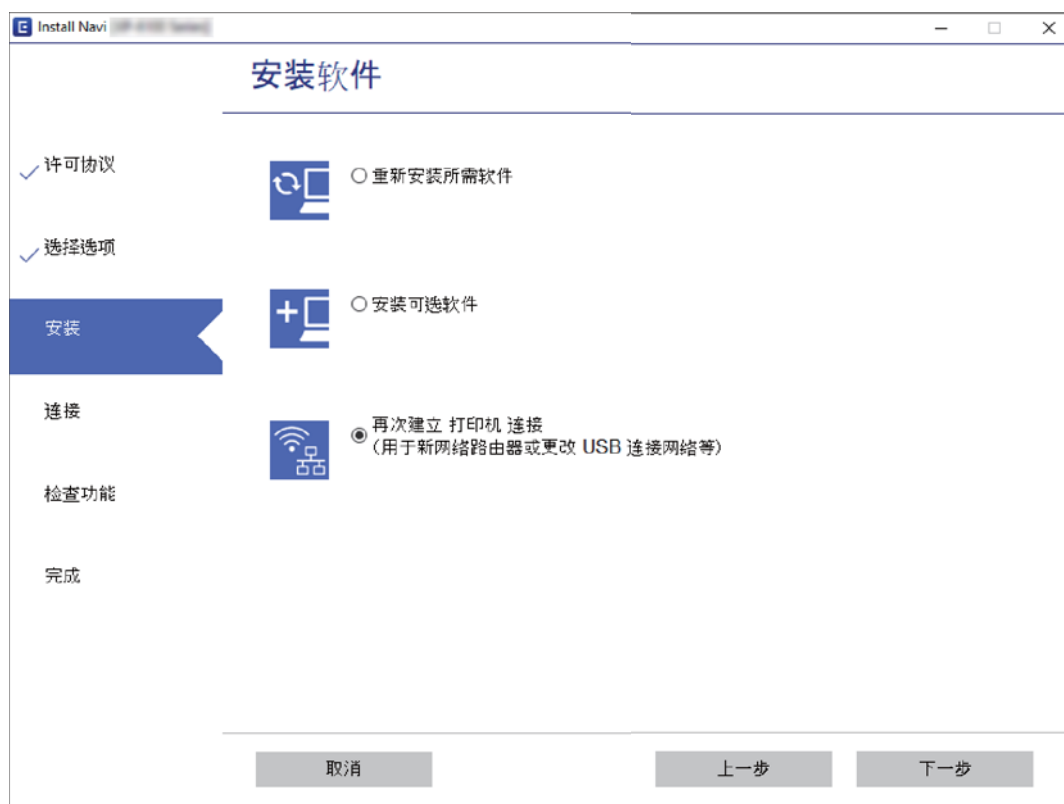 Install Navi
安装软件
许可协议
选择选项
安装
连接
检查功能
完成
重新安装所需软件
安装可选软件
再次建立 打印机 连接
(用于新网络路由器或更改 USB 连接网络等)
取消
上一步
下一步